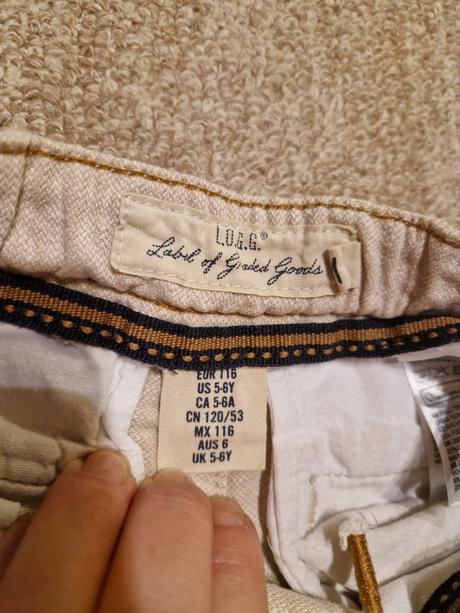 L.O.G.G.®
Label of Graded Goods
EUR 116
US 5-6Y
CA 5-6A
CN 120/53
MX 116
AUS 6
UK 5-6Y